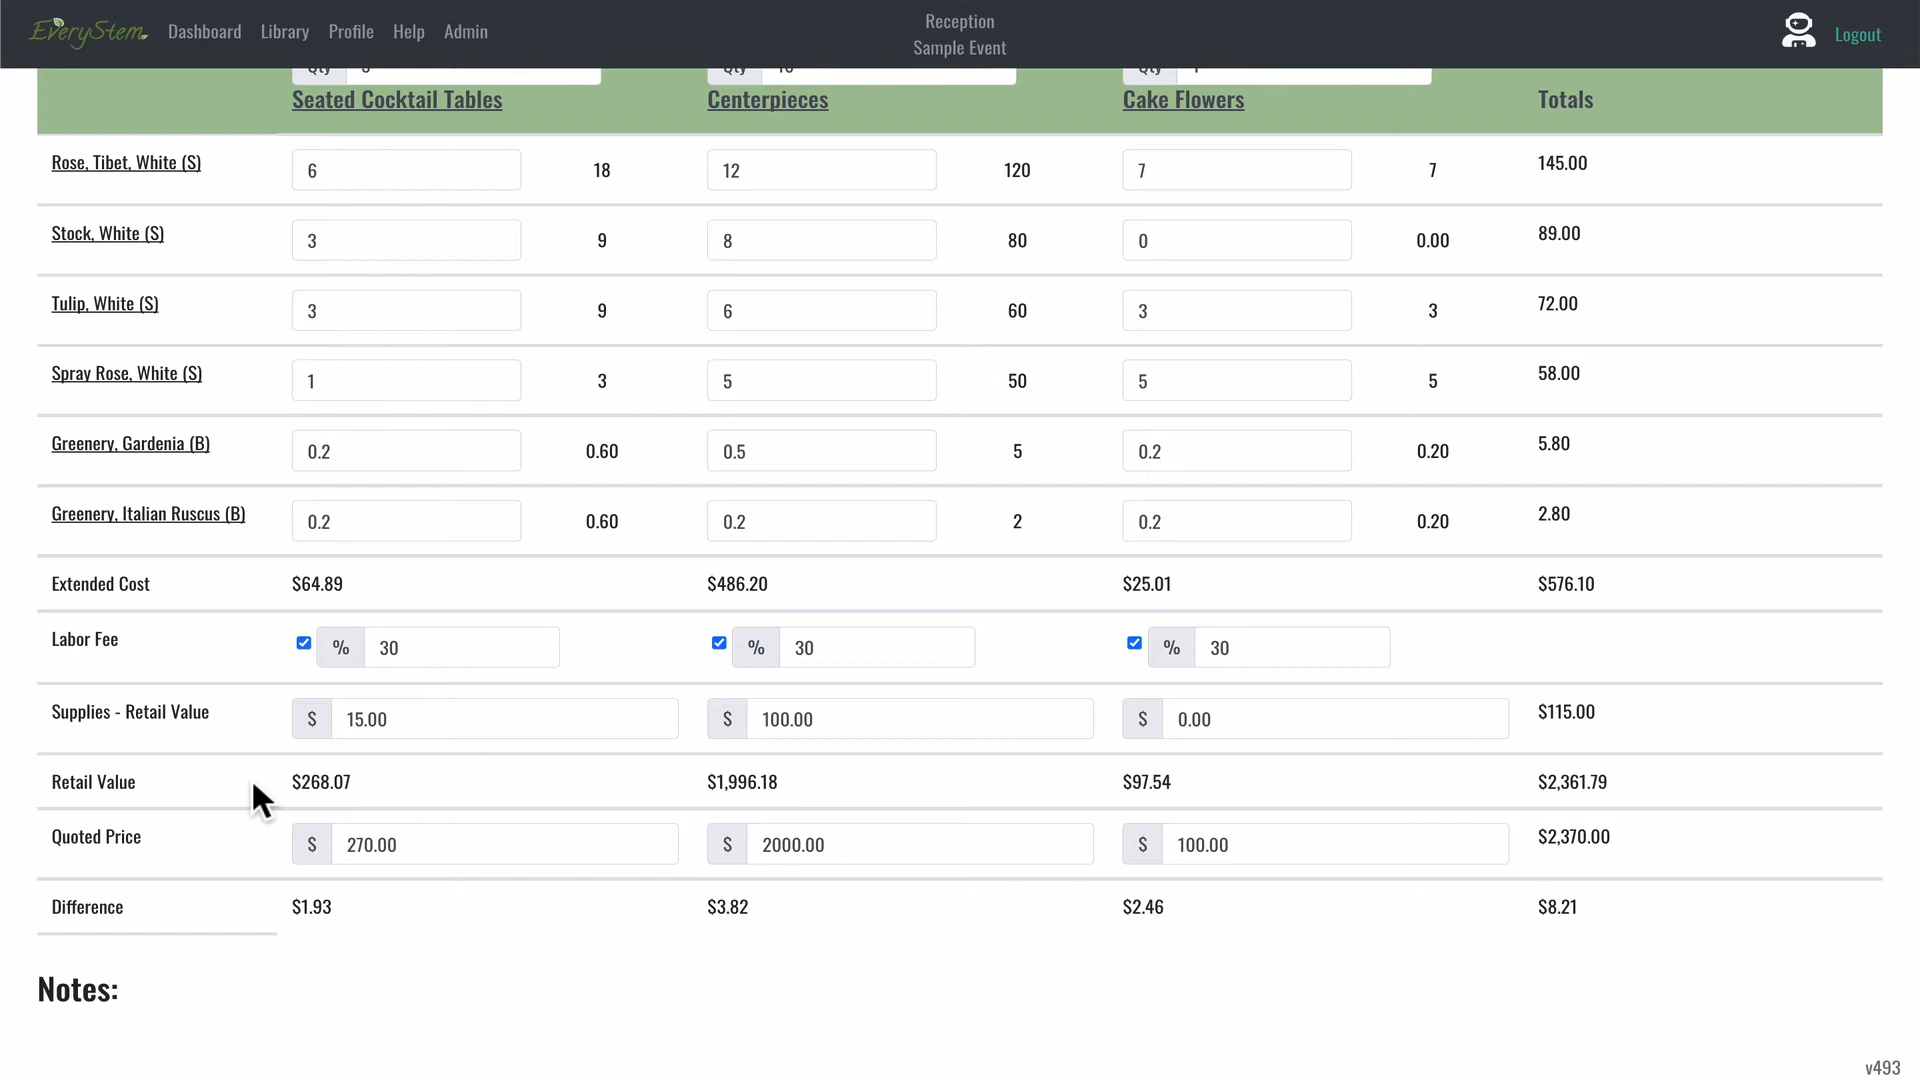 EveryStem Dashboard Library Profile Help Admin Reception Logout
Sample Event
Qty Qty Qty
Seated Cocktail Tables Centerpieces Cake Flowers Totals
Rose, Tibet, White (S) 6 18 12 120 7 7 145.00
Stock, White (S) 3 9 8 80 0 0.00 89.00
Tulip, White (S) 3 9 6 60 3 3 72.00
Spray Rose, White (S) 1 3 5 50 5 5 58.00
Greenery, Gardenia (B) 0.2 0.60 0.5 5 0.2 0.20 5.80
Greenery, Italian Ruscus (B) 0.2 0.60 0.2 2 0.2 0.20 2.80
Extended Cost $64.89 $486.20 $25.01 $576.10
Labor Fee % 30 % 30 % 30
Supplies - Retail Value $ 15.00 $ 100.00 $ 0.00 $115.00
Retail Value $268.07 $1,996.18 $97.54 $2,361.79
Quoted Price $ 270.00 $ 2000.00 $ 100.00 $2,370.00
Difference $1.93 $3.82 $2.46 $8.21
Notes:
v493